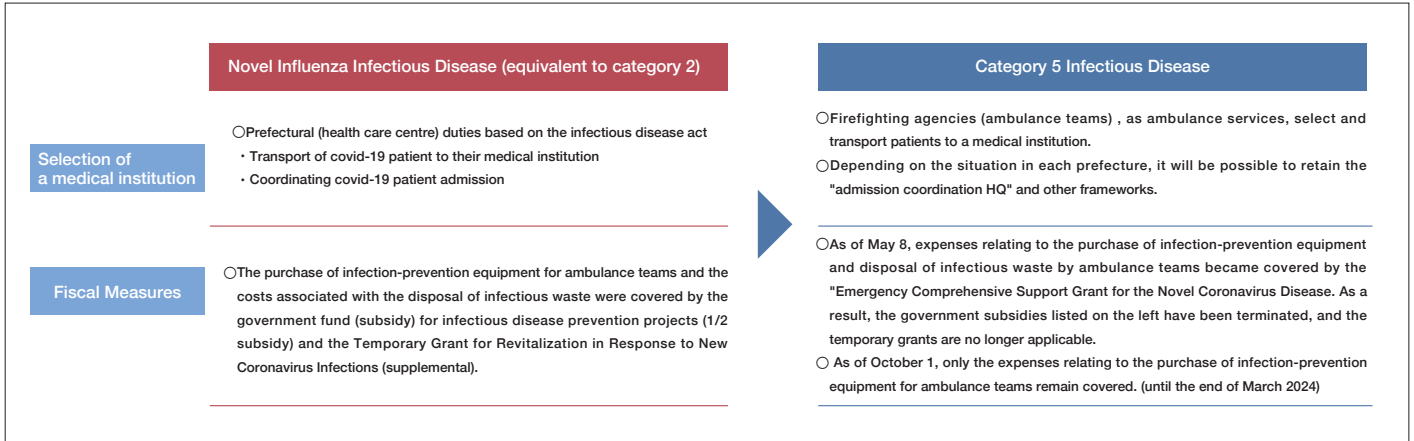 Novel Influenza Infectious Disease (equivalent to category 2)
Category 5 Infectious Disease
Selection of
a medical institution
○Prefectural (health care centre) duties based on the infectious disease act
・Transport of covid-19 patient to their medical institution
・Coordinating covid-19 patient admission
○Firefighting agencies (ambulance teams) , as ambulance services, select and
transport patients to a medical institution.
○Depending on the situation in each prefecture, it will be possible to retain the
"admission coordination HQ" and other frameworks.
Fiscal Measures
○The purchase of infection-prevention equipment for ambulance teams and the
costs associated with the disposal of infectious waste were covered by the
government fund (subsidy) for infectious disease prevention projects (1/2
subsidy) and the Temporary Grant for Revitalization in Response to New
Coronavirus Infections (supplemental).
○As of May 8, expenses relating to the purchase of infection-prevention equipment
and disposal of infectious waste by ambulance teams became covered by the
"Emergency Comprehensive Support Grant for the Novel Coronavirus Disease. As a
result, the government subsidies listed on the left have been terminated, and the
temporary grants are no longer applicable.
○ As of October 1, only the expenses relating to the purchase of infection-prevention
equipment for ambulance teams remain covered. (until the end of March 2024)